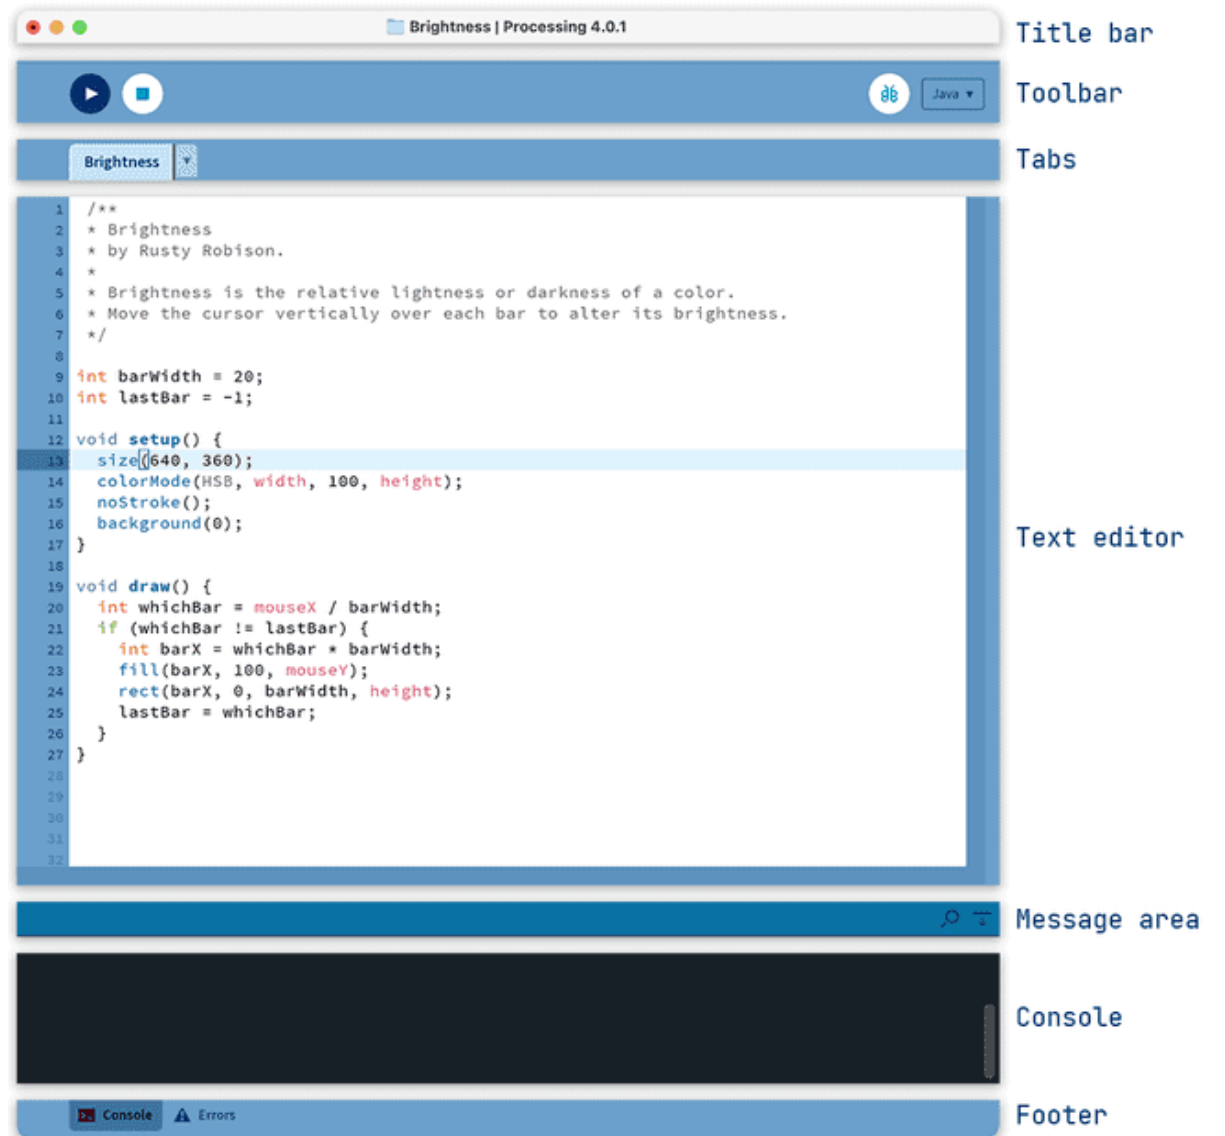 Brightness | Processing 4.0.1
Title bar
Java ▾
Toolbar
Brightness ▾
Tabs
1 /**
2 * Brightness
3 * by Rusty Robison.
4 *
5 * Brightness is the relative lightness or darkness of a color.
6 * Move the cursor vertically over each bar to alter its brightness.
7 */
8
9 int barWidth = 20;
10 int lastBar = -1;
11
12 void setup() {
13 size(640, 360);
14 colorMode(HSB, width, 100, height);
15 noStroke();
16 background(0);
17 }
18
19 void draw() {
20 int whichBar = mouseX / barWidth;
21 if (whichBar != lastBar) {
22 int barX = whichBar * barWidth;
23 fill(barX, 100, mouseY);
24 rect(barX, 0, barWidth, height);
25 lastBar = whichBar;
26 }
27 }
28
29
30
31
32
Text editor
Message area
Console
Console Errors
Footer